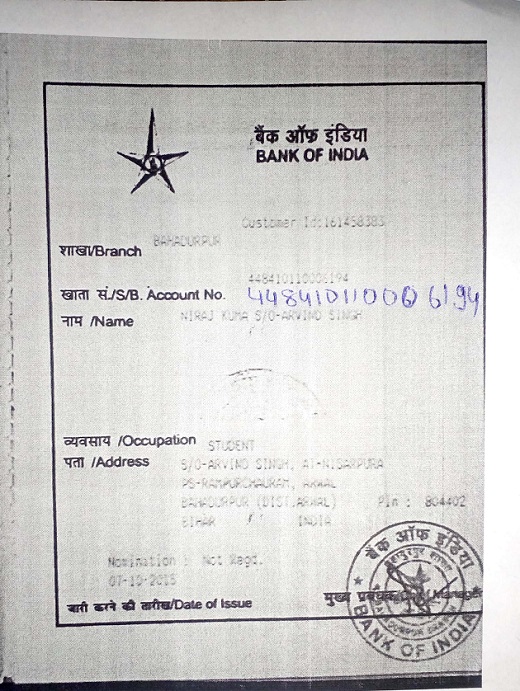 बैंक ऑफ़ इंडिया
BANK OF INDIA
Customer Id:161458383
शाखा/Branch BAHADURPUR
448410110006194
खाता सं./S/B. Account No. 448410110006194
नाम /Name NIRAJ KUMA S/O-ARVIND SINGH
व्यवसाय /Occupation STUDENT
पता /Address S/O-ARVIND SINGH, AT-NISARPURA
PS-RAMPURCHAURAM, ARWAL
BAHADURPUR (DIST.ARWAL) Pin : 804402
BIHAR INDIA
Nomination : Not Regd.
07-10-2015
जारी करने की तारीख/Date of Issue मुख्य प्रबंधक Manager
बैंक ऑफ इंडिया
BANK OF INDIA